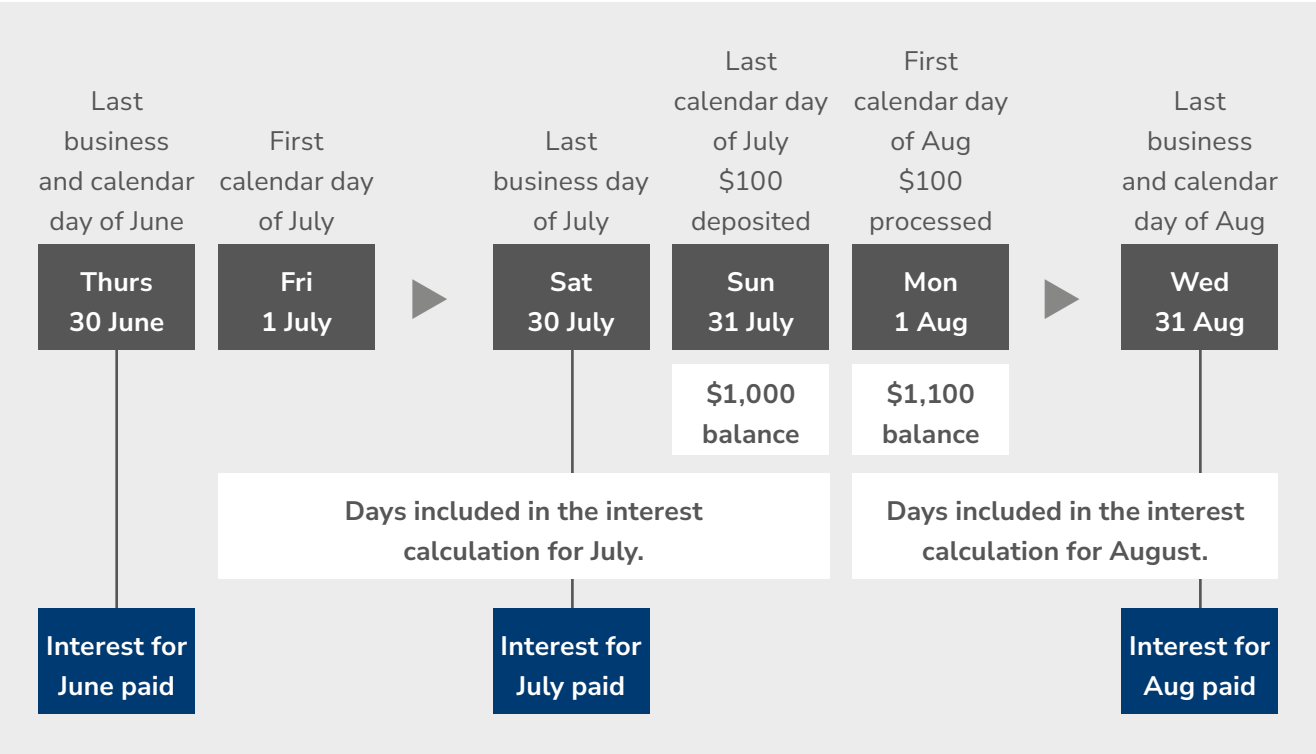 Last
business
and calendar
day of June
Thurs
30 June
First
calendar day
of July
Fri
1 July
Last
business day
of July
Sat
30 July
Last
calendar day
of July
$100
deposited
Sun
31 July
First
calendar day
of Aug
$100
processed
Mon
1 Aug
Last
business
and calendar
day of Aug
Wed
31 Aug
$1,000
balance
$1,100
balance
Days included in the interest
calculation for July.
Days included in the interest
calculation for August.
Interest for
June paid
Interest for
July paid
Interest for
Aug paid